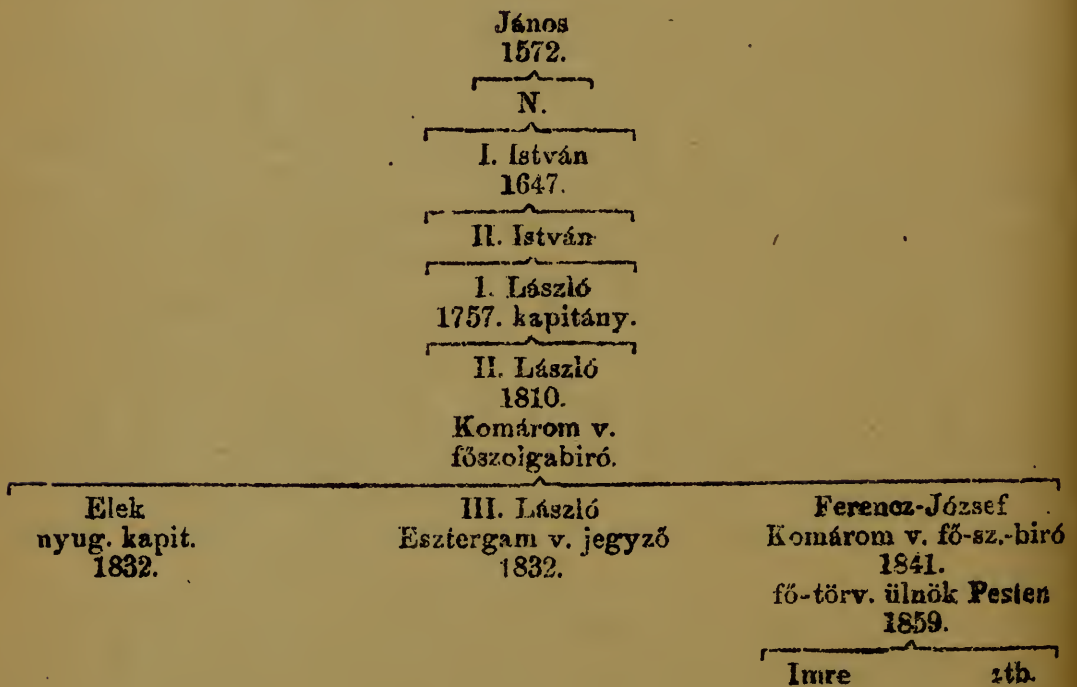 János
1572.
N.
I. István
1647.
II. István
I. László
1757. kapitány.
II. László
1810.
Komárom v.
főszolgabiró.
Elek
nyug. kapit.
1832.
III. László
Esztergam v. jegyző
1832.
Ferencz-József
Komárom v. fő-sz.-biró
1841.
fő-törv. ülnök Pesten
1859.
Imre stb.